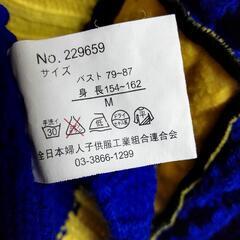 No. 229659
サイズ
バスト 79~87
身長154~162
M
手洗イ
30
全日本婦人子供服工業組合連合会
03-3866-1299